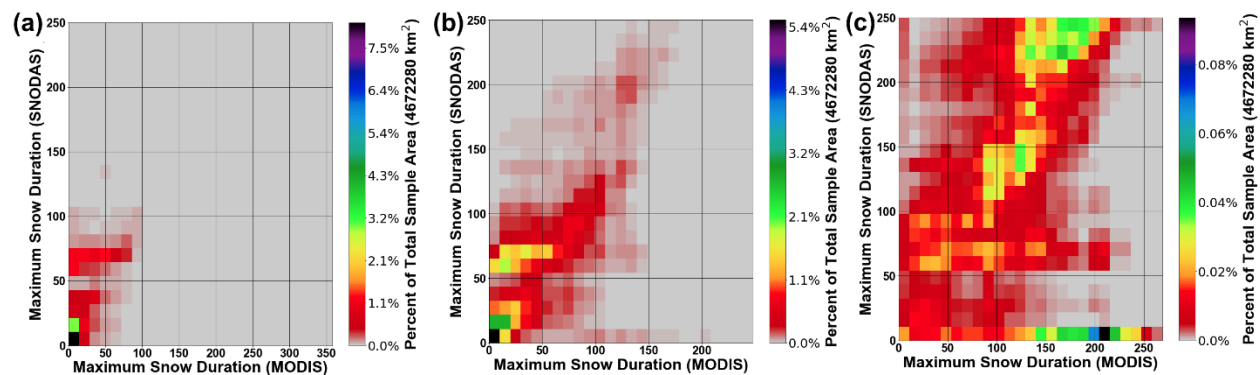 (a)
Maximum Snow Duration (SNODAS)
250
200
150
100
50
0
0 50 100 150 200 250 300 350
Maximum Snow Duration (MODIS)
7.5%
6.4%
5.4%
4.3%
3.2%
2.1%
1.1%
0.0%
Percent of Total Sample Area (4672280 km²)
(b)
Maximum Snow Duration (SNODAS)
250
200
150
100
50
0
0 50 100 150 200
Maximum Snow Duration (MODIS)
5.4%
4.3%
3.2%
2.1%
1.1%
0.0%
Percent of Total Sample Area (4672280 km²)
(c)
Maximum Snow Duration (SNODAS)
250
200
150
100
50
0
0 50 100 150 200 250
Maximum Snow Duration (MODIS)
0.08%
0.06%
0.04%
0.02%
0.0%
Percent of Total Sample Area (4672280 km²)